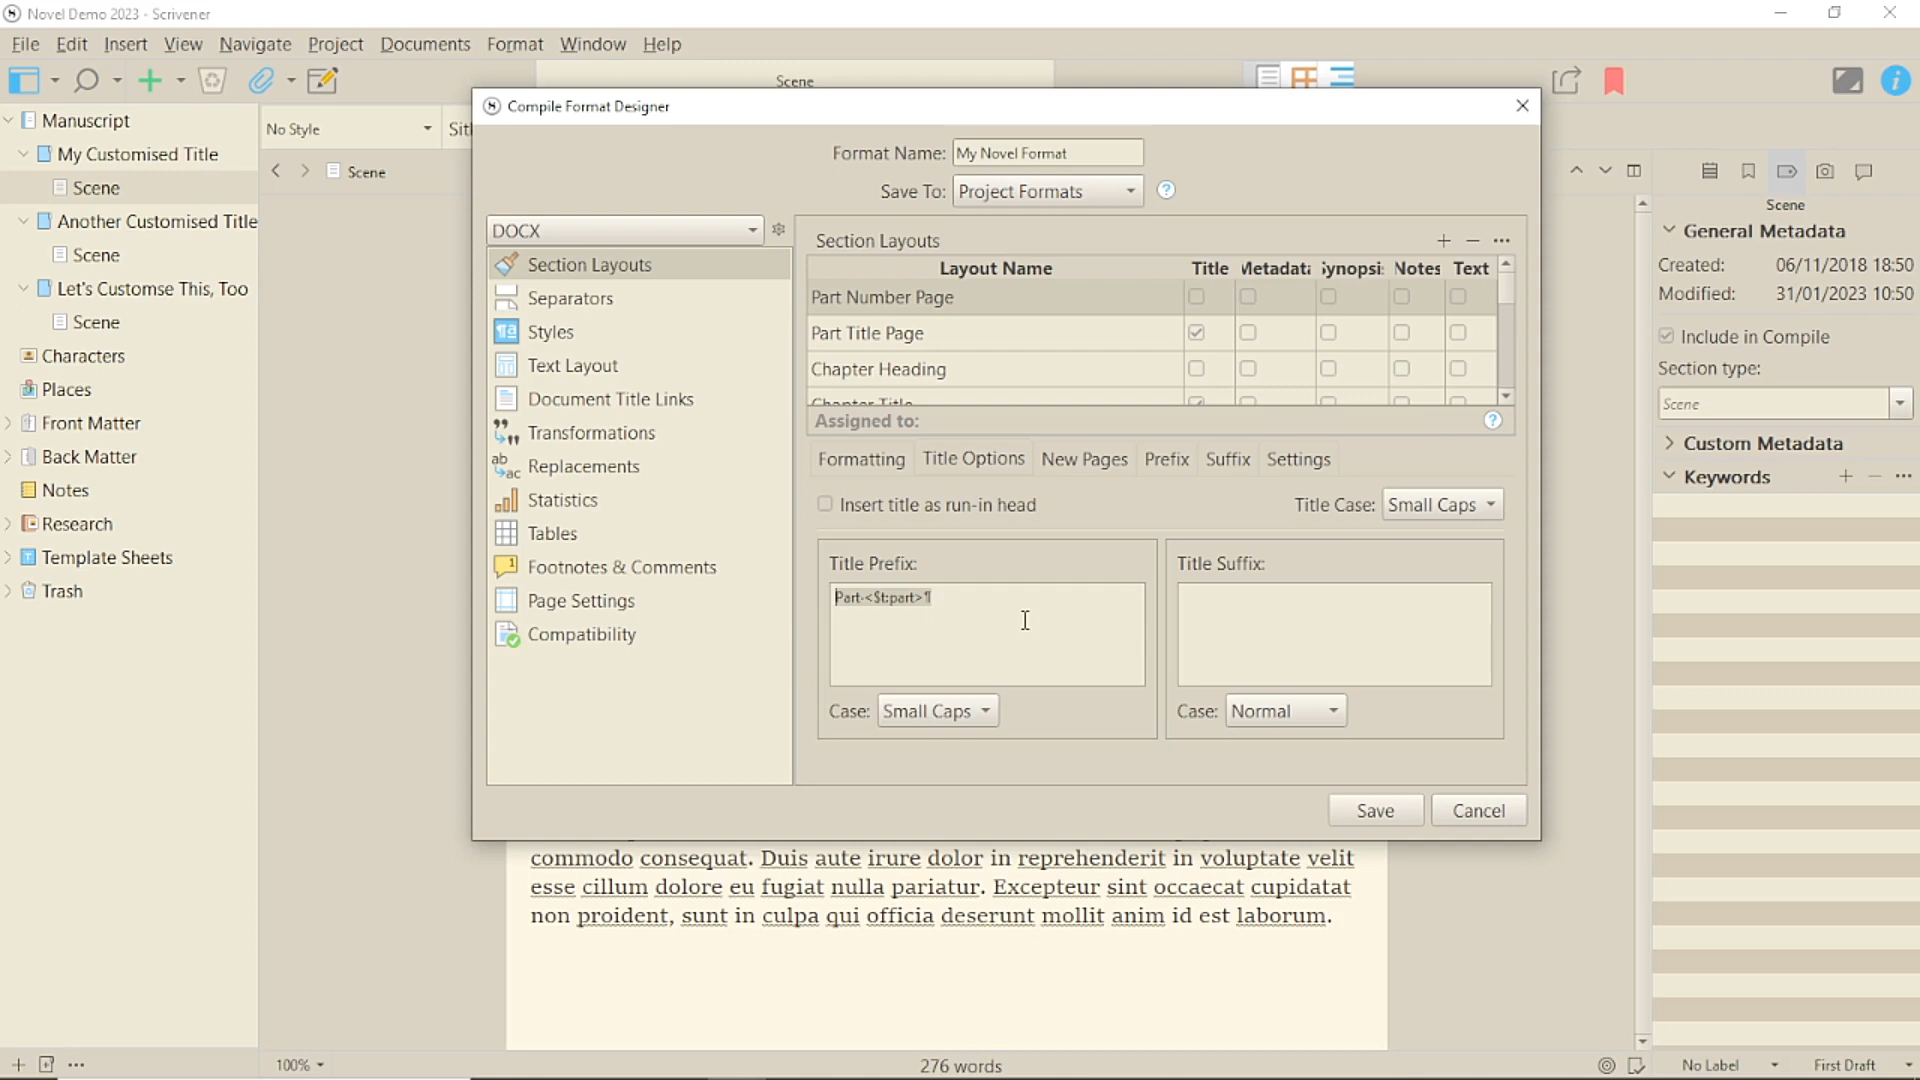 Novel Demo 2023 - Scrivener
File Edit Insert View Navigate Project Documents Format Window Help
Scene
Manuscript
My Customised Title
Scene
Another Customised Title
Scene
Let's Customse This, Too
Scene
Characters
Places
Front Matter
Back Matter
Notes
Research
Template Sheets
Trash
No Style
Scene
Compile Format Designer
Format Name: My Novel Format
Save To: Project Formats
DOCX
Section Layouts
Separators
Styles
Text Layout
Document Title Links
Transformations
Replacements
Statistics
Tables
Footnotes & Comments
Page Settings
Compatibility
Section Layouts
Layout Name Title Notes Text
Part Number Page
Part Title Page
Chapter Heading
Chapter Title
Assigned to:
Formatting Title Options New Pages Prefix Suffix Settings
Insert title as run-in head Title Case: Small Caps
Title Prefix: Title Suffix:
Part·<$t:part>¶
Case: Small Caps Case: Normal
Save Cancel
commodo consequat. Duis aute irure dolor in reprehenderit in voluptate velit
esse cillum dolore eu fugiat nulla pariatur. Excepteur sint occaecat cupidatat
non proident, sunt in culpa qui officia deserunt mollit anim id est laborum.
Scene
General Metadata
Created: 06/11/2018 18:50
Modified: 31/01/2023 10:50
Include in Compile
Section type:
Scene
Custom Metadata
Keywords
100% 276 words No Label First Draft